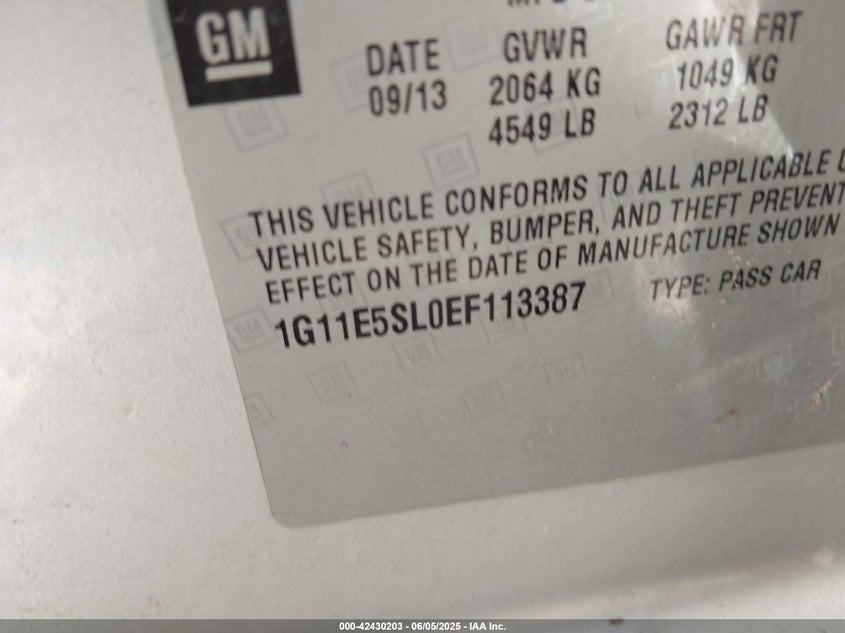 GM
DATE GVWR GAWR FRT
09/13 2064 KG 1049 KG
4549 LB 2312 LB
THIS VEHICLE CONFORMS TO ALL APPLICABLE
VEHICLE SAFETY, BUMPER, AND THEFT PREVENT
EFFECT ON THE DATE OF MANUFACTURE SHOWN
1G11E5SL0EF113387 TYPE: PASS CAR
000-42430203 - 06/05/2025 - IAA Inc.